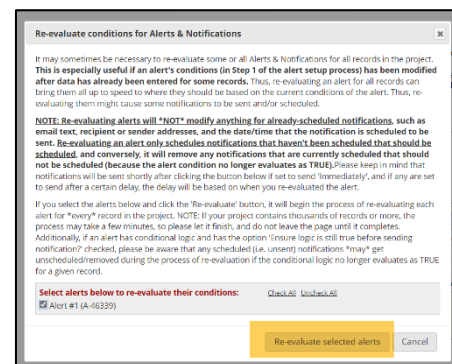 Re-evaluate conditions for Alerts & Notifications
It may sometimes be necessary to re-evaluate some or all Alerts & Notifications for all records in the project.
This is especially useful if an alert's conditions (in Step 1 of the alert setup process) has been modified
after data has already been entered for some records. Thus, re-evaluating an alert for all records can
bring them all up to speed to where they should be based on the current conditions of the alert. Thus, re-
evaluating them might cause some notifications to be sent and/or scheduled.
NOTE: Re-evaluating alerts will *NOT* modify anything for already-scheduled notifications, such as
email text, recipient or sender addresses, and the date/time that the notification is scheduled to be
sent. Re-evaluating an alert only schedules notifications that haven't been scheduled that should be
scheduled, and conversely, it will remove any notifications that are currently scheduled that should
not be scheduled (because the alert condition no longer evaluates as TRUE).Please keep in mind that
notifications will be sent shortly after clicking the button below if set to send 'Immediately', and if any are set
to send after a certain delay, the delay will be based on when you re-evaluated the alert.
If you select the alerts below and click the 'Re-evaluate' button, it will begin the process of re-evaluating each
alert for *every* record in the project. NOTE: If your project contains thousands of records or more, the
process may take a few minutes, so please let it finish, and do not leave the page until it completes.
Additionally, if an alert has conditional logic and has the option 'Ensure logic is still true before sending
notification?' checked, please be aware that any scheduled (i.e. unsent) notifications *may* get
unscheduled/removed during the process of re-evaluation if the conditional logic no longer evaluates as TRUE
for a given record.
Select alerts below to re-evaluate their conditions: Check All Uncheck All
Alert #1 (A-46339)
Re-evaluate selected alerts Cancel